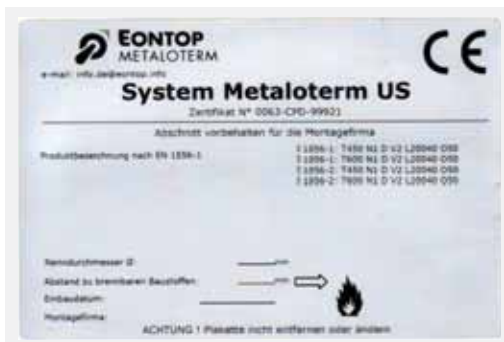 EONTOP
METALOTERM
CE
e-mail: info.de@eontop.info
System Metaloterm US
Zertifikat N° 0063-CPD-99921
Abschnitt vorbehalten für die Montagefirma
Produktbezeichnung nach EN 1856-1
1856-1: T450 N1 D V2 L20040 O50
1856-1: T600 N1 D V2 L20040 O50
1856-2: T450 N1 D V2 L20040 O50
1856-2: T600 N1 D V2 L20040 O50
Nenndurchmesser Ø: mm
Abstand zu brennbaren Baustoffen: mm
Einbaudatum:
Montagefirma:
ACHTUNG ! Plakette nicht entfernen oder ändern